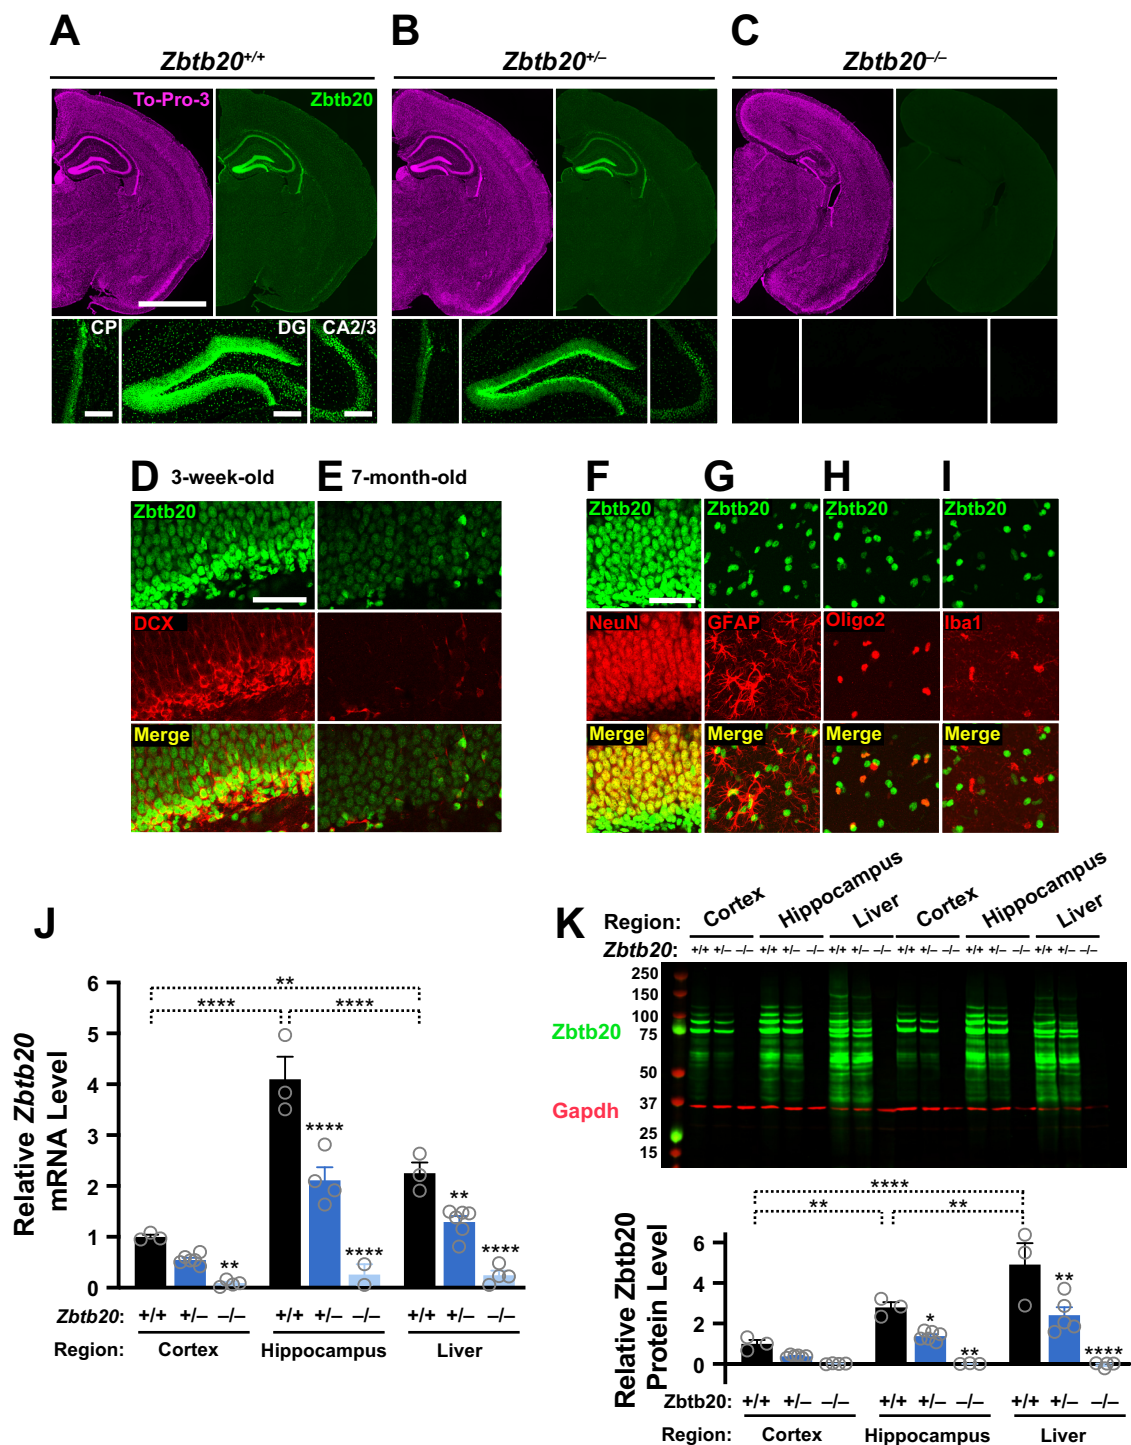 A B C
Zbtb20+/+ Zbtb20+/– Zbtb20–/–
To-Pro-3 Zbtb20
CP DG CA2/3
D 3-week-old E 7-month-old F G H I
Zbtb20 Zbtb20 Zbtb20 Zbtb20 Zbtb20
DCX NeuN GFAP Oligo2 Iba1
Merge Merge Merge Merge Merge
J
Relative Zbtb20
mRNA Level
6
5
4
3
2
1
0
**
**** ****
**** ****
** **** **
****
Zbtb20: +/+ +/– –/– +/+ +/– –/– +/+ +/– –/–
Region: Cortex Hippocampus Liver
K
Region: Cortex Hippocampus Liver Cortex Hippocampus Liver
Zbtb20: +/+ +/– –/– +/+ +/– –/– +/+ +/– –/– +/+ +/– –/– +/+ +/– –/– +/+ +/– –/–
250
150
100
Zbtb20 75
50
Gapdh 37
25
15
Relative Zbtb20
Protein Level
6
4
2
0
****
** **
* ** ** ****
Zbtb20: +/+ +/– –/– +/+ +/– –/– +/+ +/– –/–
Region: Cortex Hippocampus Liver